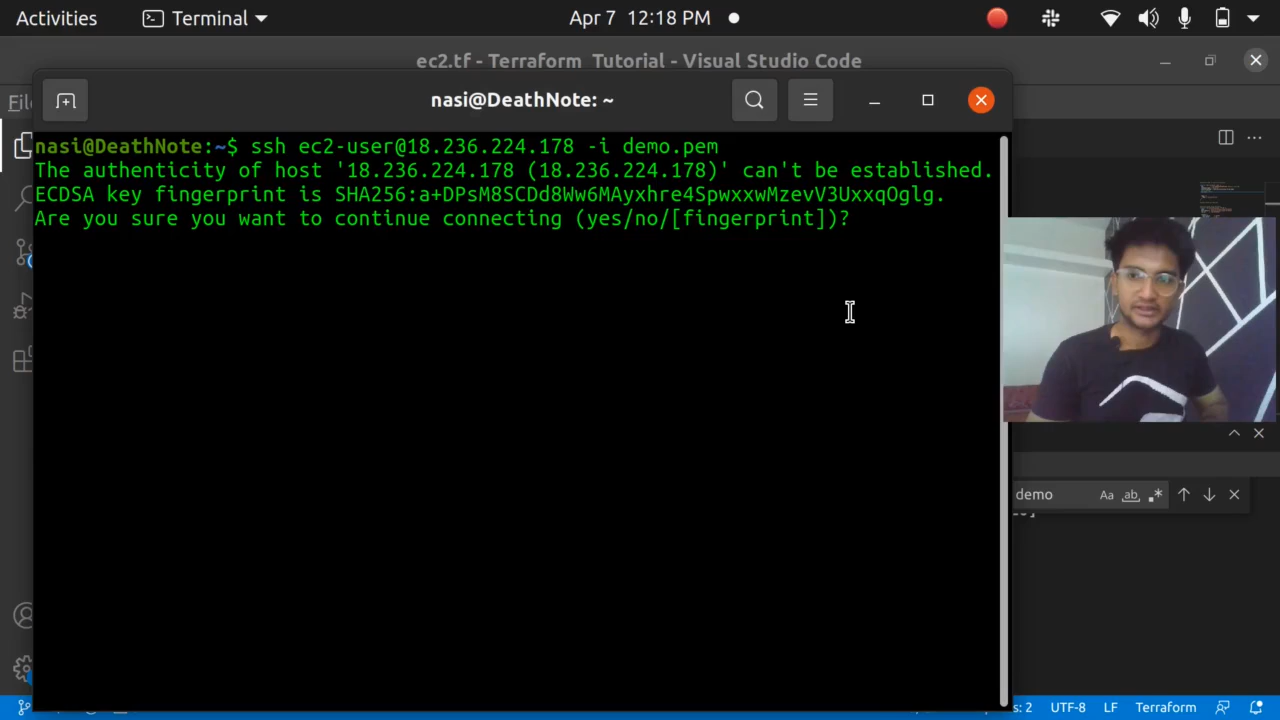 Activities
Terminal
Apr 7 12:18 PM
ec2.tf - Terraform Tutorial - Visual Studio Code
nasi@DeathNote: ~
nasi@DeathNote:~$ ssh ec2-user@18.236.224.178 -i demo.pem
The authenticity of host '18.236.224.178 (18.236.224.178)' can't be established.
ECDSA key fingerprint is SHA256:a+DPsM8SCDd8Ww6MAyxhre4SpwxxwMzevV3UxxqOglg.
Are you sure you want to continue connecting (yes/no/[fingerprint])?
demo
Aa
ab
UTF-8
LF
Terraform